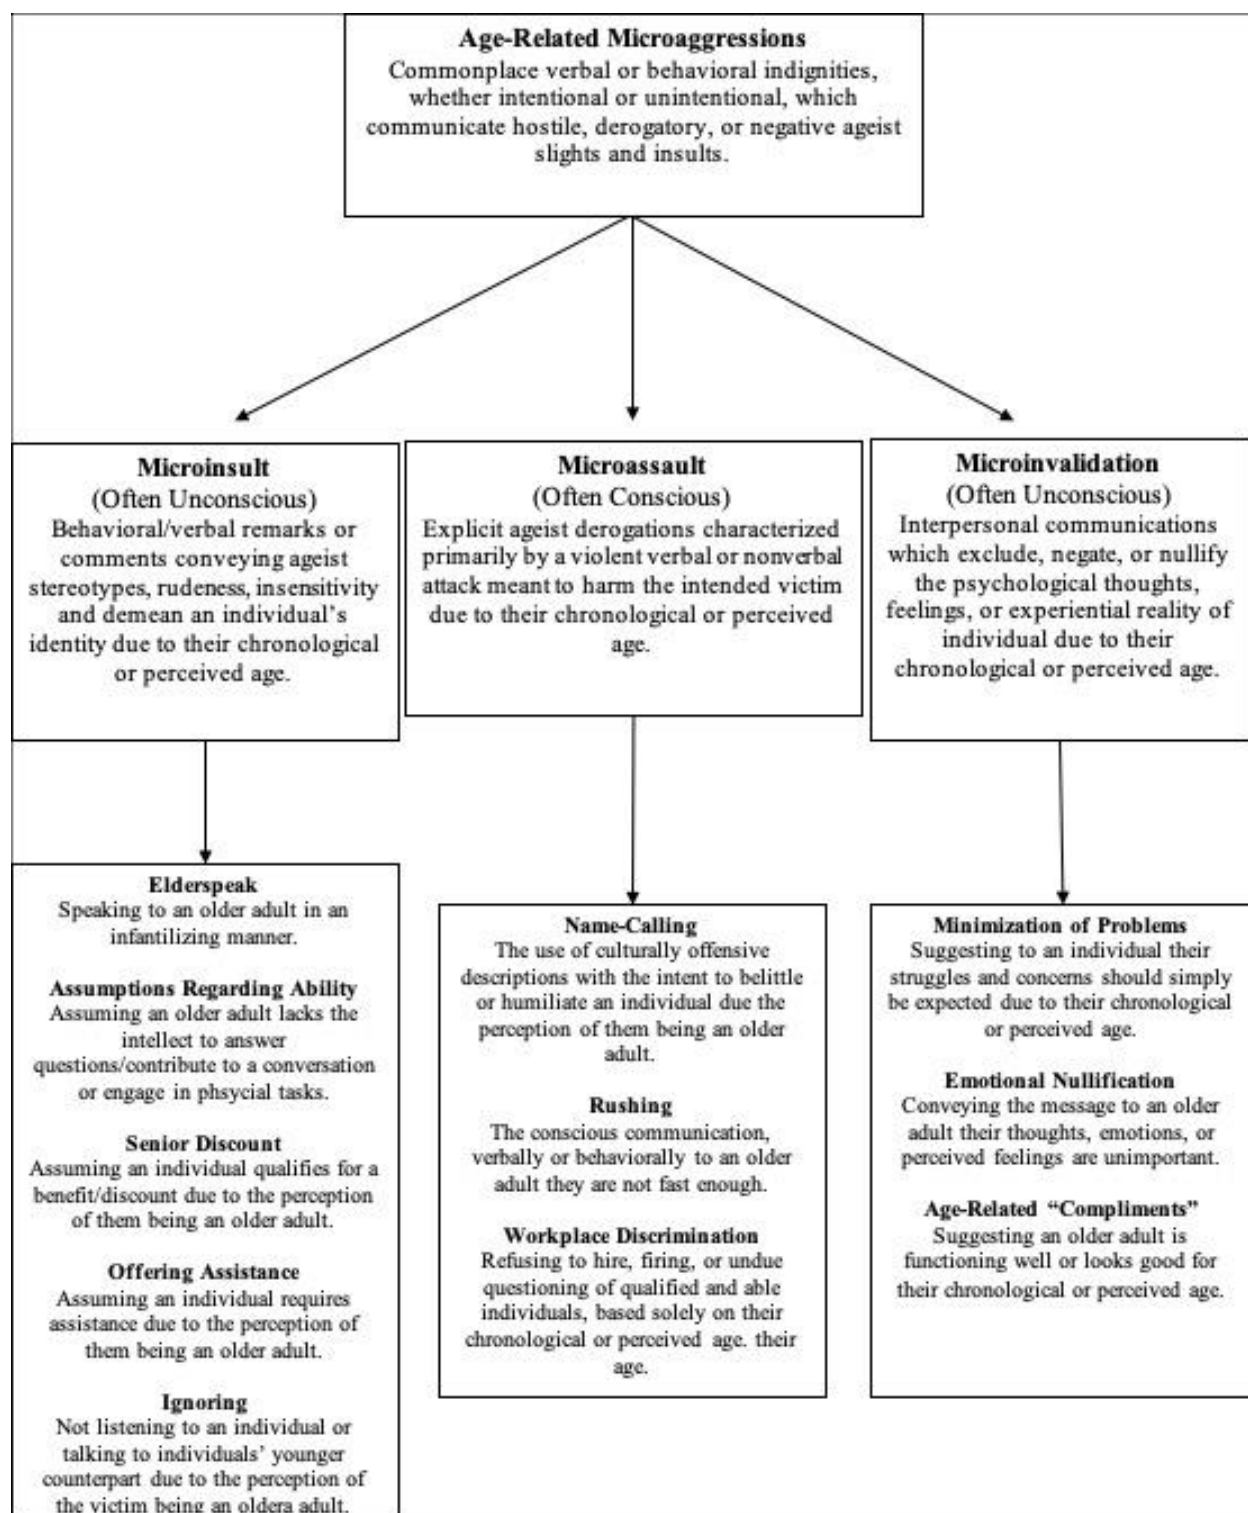 Age-Related Microaggressions
Commonplace verbal or behavioral indignities,
whether intentional or unintentional, which
communicate hostile, derogatory, or negative ageist
slights and insults.
Microinsult
(Often Unconscious)
Behavioral/verbal remarks or
comments conveying ageist
stereotypes, rudeness, insensitivity
and demean an individual’s
identity due to their chronological
or perceived age.
Microassault
(Often Conscious)
Explicit ageist derogations characterized
primarily by a violent verbal or nonverbal
attack meant to harm the intended victim
due to their chronological or perceived
age.
Microinvalidation
(Often Unconscious)
Interpersonal communications
which exclude, negate, or nullify
the psychological thoughts,
feelings, or experiential reality of
individual due to their
chronological or perceived age.
Elderspeak
Speaking to an older adult in an
infantilizing manner.
Assumptions Regarding Ability
Assuming an older adult lacks the
intellect to answer
questions/contribute to a conversation
or engage in phsycial tasks.
Senior Discount
Assuming an individual qualifies for a
benefit/discount due to the perception
of them being an older adult.
Offering Assistance
Assuming an individual requires
assistance due to the perception of
them being an older adult.
Ignoring
Not listening to an individual or
talking to individuals’ younger
counterpart due to the perception of
the victim being an oldera adult.
Name-Calling
The use of culturally offensive
descriptions with the intent to belittle
or humiliate an individual due the
perception of them being an older
adult.
Rushing
The conscious communication,
verbally or behaviorally to an older
adult they are not fast enough.
Workplace Discrimination
Refusing to hire, firing, or undue
questioning of qualified and able
individuals, based solely on their
chronological or perceived age. their
age.
Minimization of Problems
Suggesting to an individual their
struggles and concerns should simply
be expected due to their chronological
or perceived age.
Emotional Nullification
Conveying the message to an older
adult their thoughts, emotions, or
perceived feelings are unimportant.
Age-Related “Compliments”
Suggesting an older adult is
functioning well or looks good for
their chronological or perceived age.